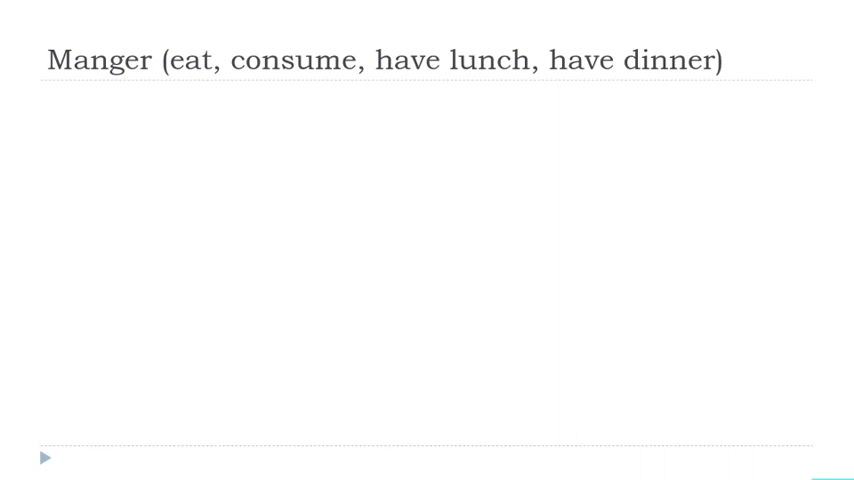 Manger (eat, consume, have lunch, have dinner)